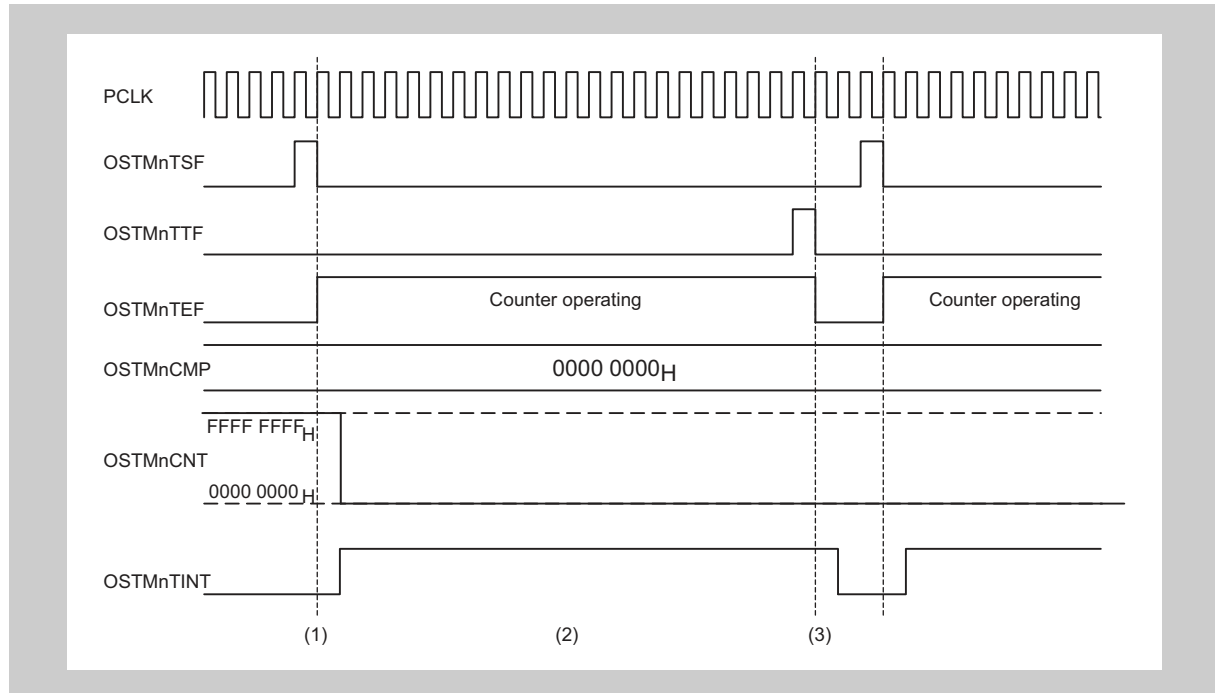 PCLK
OSTMnTSF
OSTMnTTF
OSTMnTEF
Counter operating
Counter operating
OSTMnCMP
0000 0000H
FFFF FFFFH
OSTMnCNT
0000 0000 H
OSTMnTINT
(1)
(2)
(3)